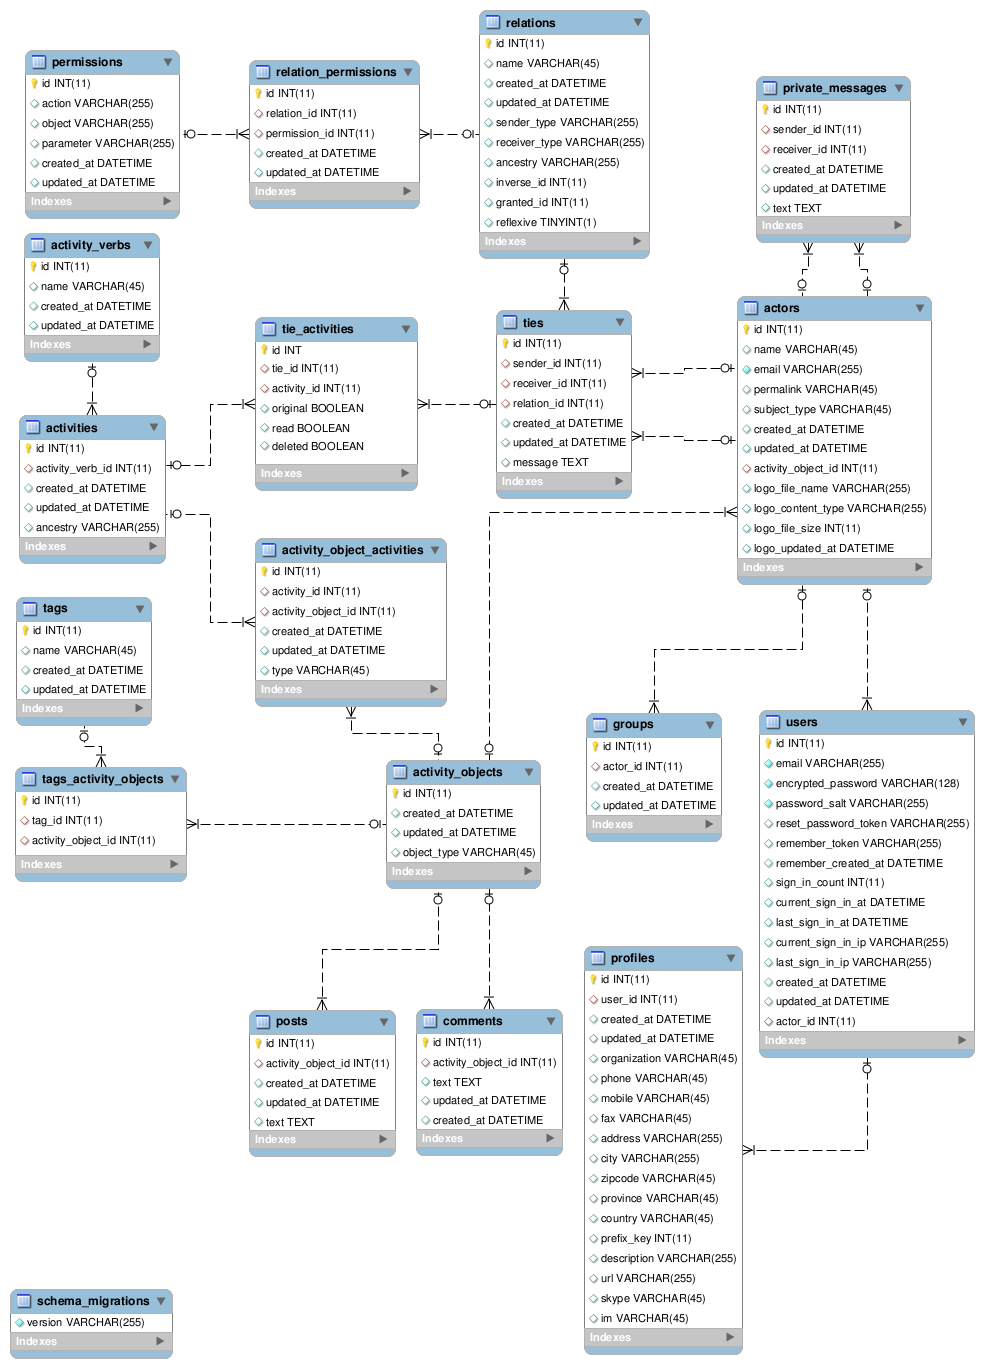 permissions
id INT(11)
action VARCHAR(255)
object VARCHAR(255)
parameter VARCHAR(255)
created_at DATETIME
updated_at DATETIME
Indexes
relation_permissions
id INT(11)
relation_id INT(11)
permission_id INT(11)
created_at DATETIME
updated_at DATETIME
Indexes
relations
id INT(11)
name VARCHAR(45)
created_at DATETIME
updated_at DATETIME
sender_type VARCHAR(255)
receiver_type VARCHAR(255)
ancestry VARCHAR(255)
inverse_id INT(11)
granted_id INT(11)
reflexive TINYINT(1)
Indexes
private_messages
id INT(11)
sender_id INT(11)
receiver_id INT(11)
created_at DATETIME
updated_at DATETIME
text TEXT
Indexes
activity_verbs
id INT(11)
name VARCHAR(45)
created_at DATETIME
updated_at DATETIME
Indexes
tie_activities
id INT
tie_id INT(11)
activity_id INT(11)
original BOOLEAN
read BOOLEAN
deleted BOOLEAN
Indexes
ties
id INT(11)
sender_id INT(11)
receiver_id INT(11)
relation_id INT(11)
created_at DATETIME
updated_at DATETIME
message TEXT
Indexes
actors
id INT(11)
name VARCHAR(45)
email VARCHAR(255)
permalink VARCHAR(45)
subject_type VARCHAR(45)
created_at DATETIME
updated_at DATETIME
activity_object_id INT(11)
logo_file_name VARCHAR(255)
logo_content_type VARCHAR(255)
logo_file_size INT(11)
logo_updated_at DATETIME
Indexes
activities
id INT(11)
activity_verb_id INT(11)
created_at DATETIME
updated_at DATETIME
ancestry VARCHAR(255)
Indexes
activity_object_activities
id INT(11)
activity_id INT(11)
activity_object_id INT(11)
created_at DATETIME
updated_at DATETIME
type VARCHAR(45)
Indexes
tags
id INT(11)
name VARCHAR(45)
created_at DATETIME
updated_at DATETIME
Indexes
tags_activity_objects
id INT(11)
tag_id INT(11)
activity_object_id INT(11)
Indexes
activity_objects
id INT(11)
created_at DATETIME
updated_at DATETIME
object_type VARCHAR(45)
Indexes
groups
id INT(11)
actor_id INT(11)
created_at DATETIME
updated_at DATETIME
Indexes
users
id INT(11)
email VARCHAR(255)
encrypted_password VARCHAR(128)
password_salt VARCHAR(255)
reset_password_token VARCHAR(255)
remember_token VARCHAR(255)
remember_created_at DATETIME
sign_in_count INT(11)
current_sign_in_at DATETIME
last_sign_in_at DATETIME
current_sign_in_ip VARCHAR(255)
last_sign_in_ip VARCHAR(255)
created_at DATETIME
updated_at DATETIME
actor_id INT(11)
Indexes
posts
id INT(11)
activity_object_id INT(11)
created_at DATETIME
updated_at DATETIME
text TEXT
Indexes
comments
id INT(11)
activity_object_id INT(11)
text TEXT
updated_at DATETIME
created_at DATETIME
Indexes
profiles
id INT(11)
user_id INT(11)
created_at DATETIME
updated_at DATETIME
organization VARCHAR(45)
phone VARCHAR(45)
mobile VARCHAR(45)
fax VARCHAR(45)
address VARCHAR(255)
city VARCHAR(255)
zipcode VARCHAR(45)
province VARCHAR(45)
country VARCHAR(45)
prefix_key INT(11)
description VARCHAR(255)
url VARCHAR(255)
skype VARCHAR(45)
im VARCHAR(45)
Indexes
schema_migrations
version VARCHAR(255)
Indexes